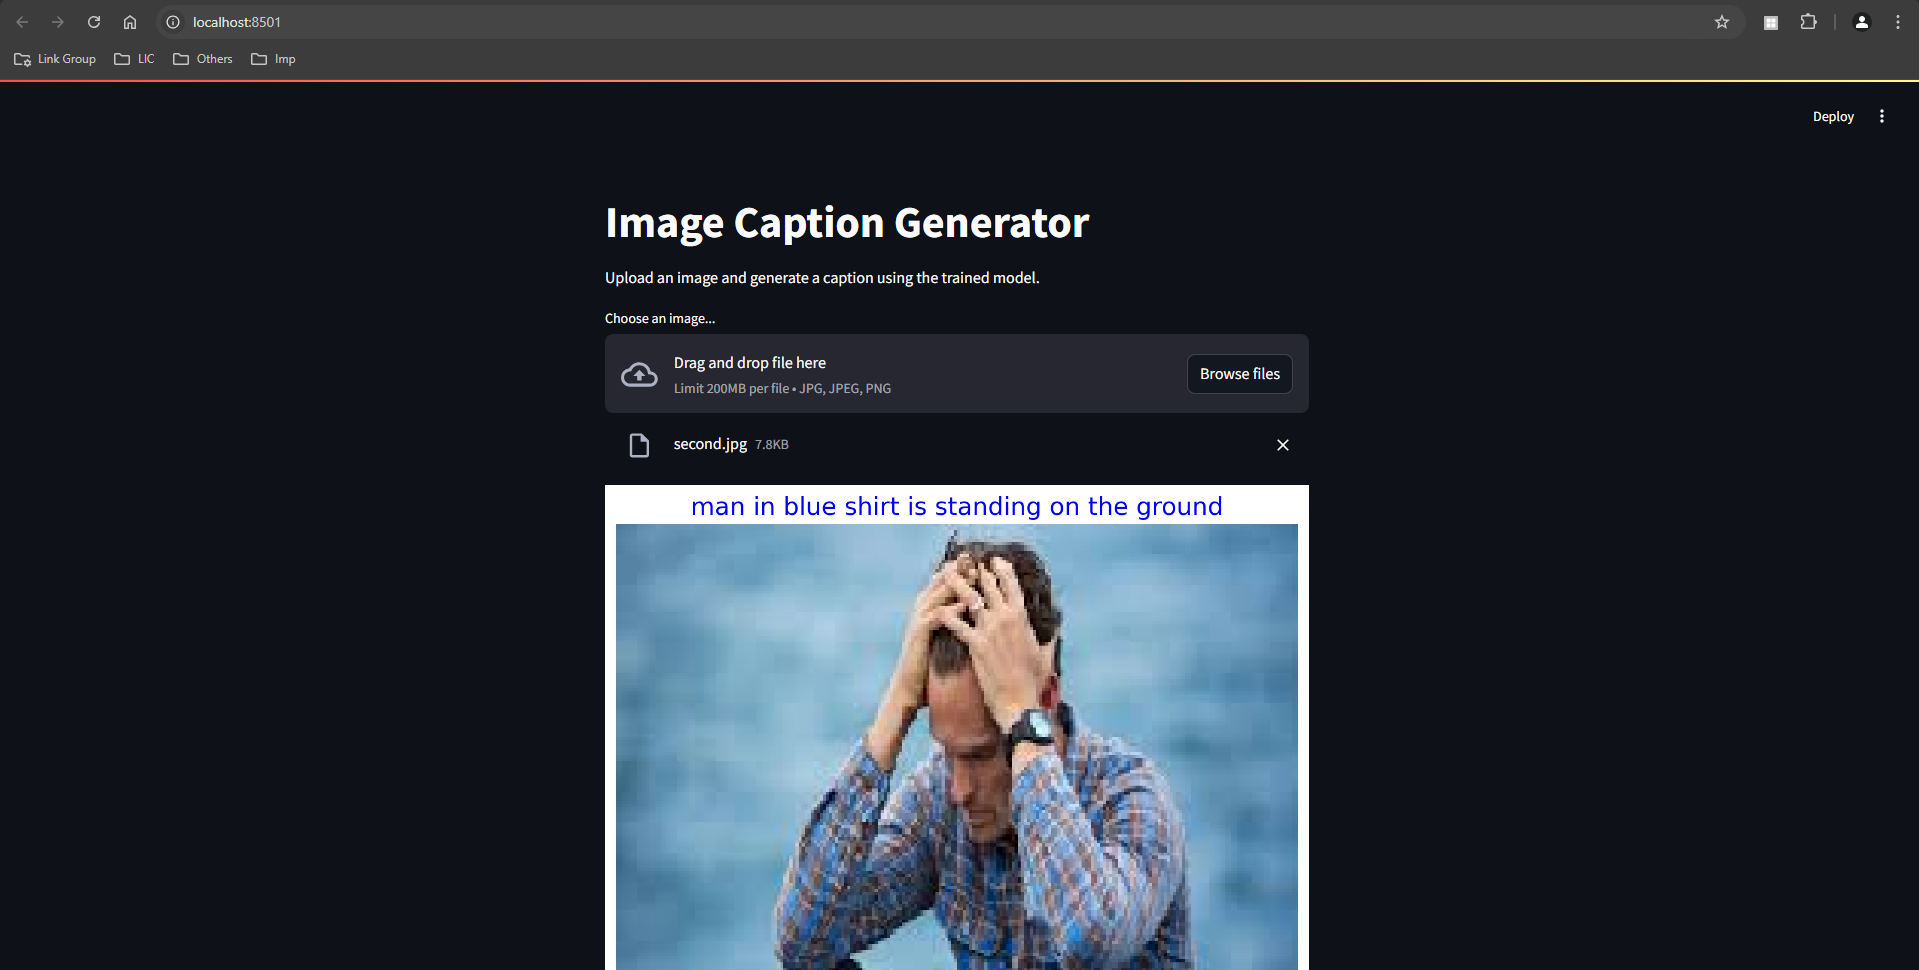 localhost:8501
Link Group LIC Others Imp
Deploy
Image Caption Generator
Upload an image and generate a caption using the trained model.
Choose an image...
Drag and drop file here
Limit 200MB per file • JPG, JPEG, PNG
Browse files
second.jpg 7.8KB
man in blue shirt is standing on the ground